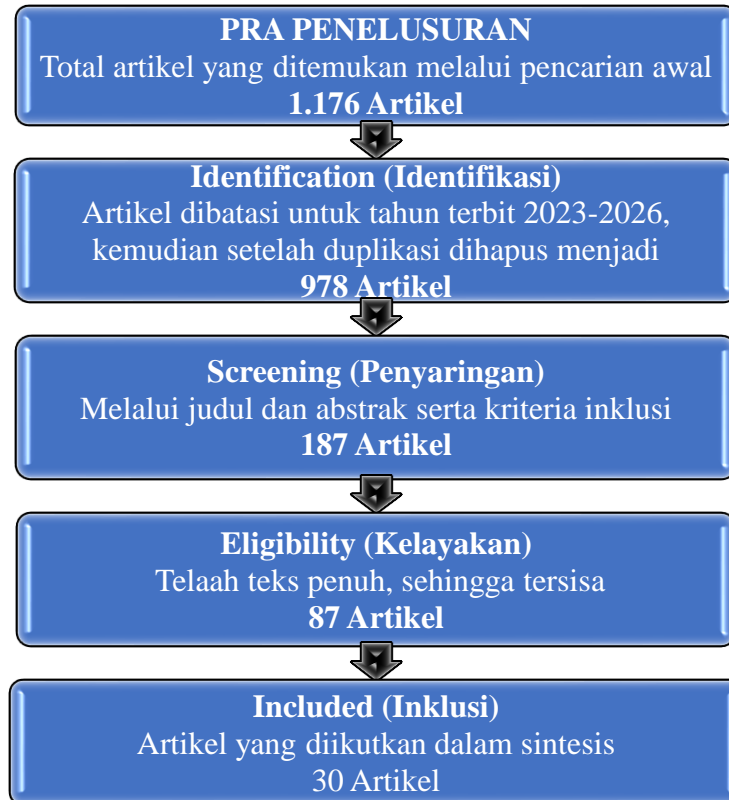 PRA PENELUSURAN
Total artikel yang ditemukan melalui pencarian awal
1.176 Artikel
Identification (Identifikasi)
Artikel dibatasi untuk tahun terbit 2023-2026,
kemudian setelah duplikasi dihapus menjadi
978 Artikel
Screening (Penyaringan)
Melalui judul dan abstrak serta kriteria inklusi
187 Artikel
Eligibility (Kelayakan)
Telaah teks penuh, sehingga tersisa
87 Artikel
Included (Inklusi)
Artikel yang diikutkan dalam sintesis
30 Artikel